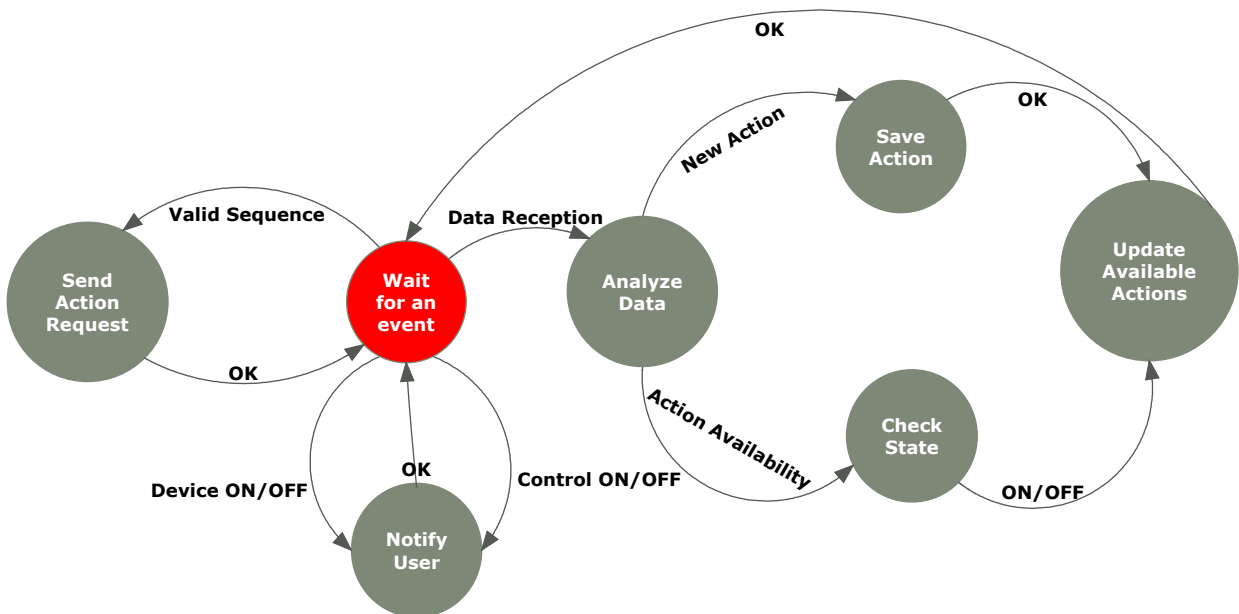 OK
OK
New Action
Save
Action
Valid Sequence
Data Reception
Send
Action
Request
Wait
for an
event
Analyze
Data
Update
Available
Actions
OK
Action Availability
Check
State
Device ON/OFF
OK
Control ON/OFF
ON/OFF
Notify
User